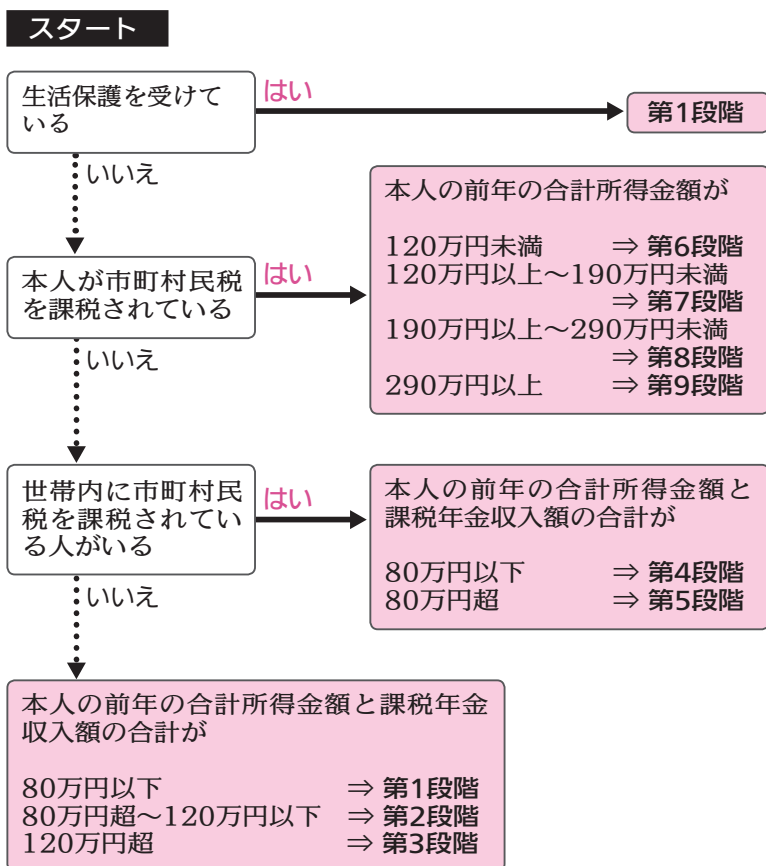 スタート
生活保護を受けて
いる
はい
第1段階
いいえ
本人が市町村民税
を課税されている
はい
本人の前年の合計所得金額が
120万円未満 ⇒ 第6段階
120万円以上～190万円未満
⇒ 第7段階
190万円以上～290万円未満
⇒ 第8段階
290万円以上 ⇒ 第9段階
いいえ
世帯内に市町村民
税を課税されてい
る人がいる
はい
本人の前年の合計所得金額と
課税年金収入額の合計が
80万円以下 ⇒ 第4段階
80万円超 ⇒ 第5段階
いいえ
本人の前年の合計所得金額と課税年金
収入額の合計が
80万円以下 ⇒ 第1段階
80万円超～120万円以下 ⇒ 第2段階
120万円超 ⇒ 第3段階